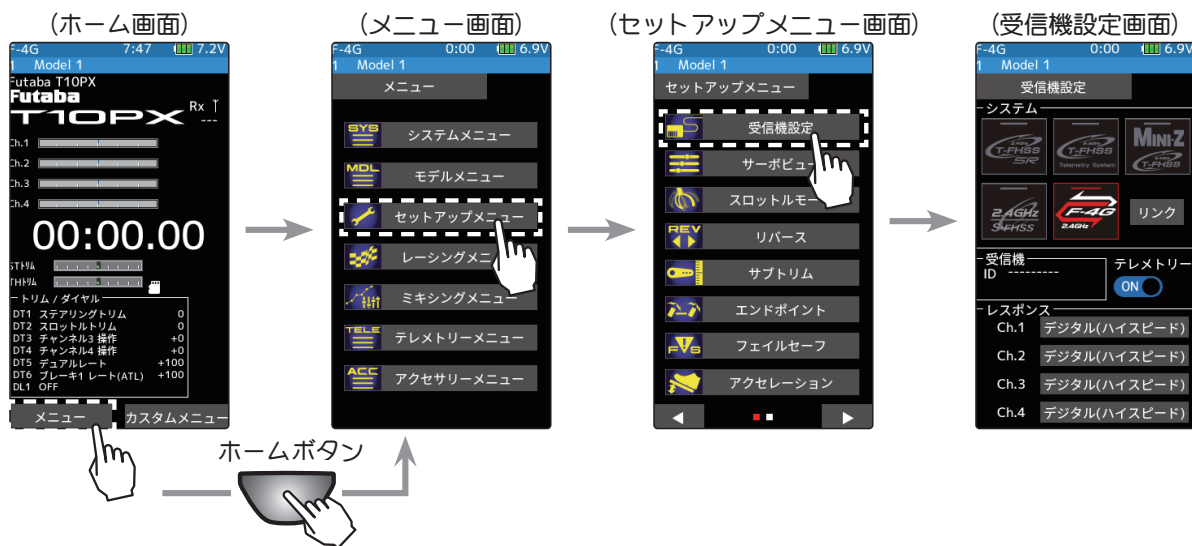 (ホーム画面)
F-4G 7:47 7.2V
1 Model 1
Futaba T10PX
Futaba
T10PX
Rx
---
Ch.1
Ch.2
Ch.3
Ch.4
00:00.00
STトリム
THトリム
トリム / ダイヤル
DT1 ステアリングトリム 0
DT2 スロットルトリム 0
DT3 チャンネル3 操作 +0
DT4 チャンネル4 操作 +0
DT5 デュアルレート +100
DT6 ブレーキ1 レート(ATL) +100
DL1 OFF
メニュー カスタムメニュー
ホームボタン
(メニュー画面)
F-4G 0:00 6.9V
1 Model 1
メニュー
SYS システムメニュー
MDL モデルメニュー
セットアップメニュー
レーシングメニ
ミキシングメニュー
TELE テレメトリーメニュー
ACC アクセサリーメニュー
(セットアップメニュー画面)
F-4G 0:00 6.9V
1 Model 1
セットアップメニュー
受信機設定
サーボビュー
スロットルモー
REV リバース
サブトリム
エンドポイント
F/S フェイルセーフ
アクセレーション
(受信機設定画面)
F-4G 0:00 6.9V
1 Model 1
受信機設定
システム
2.4GHz T-FHSS SR
2.4GHz T-FHSS Telemetry System
MINI-Z 2.4GHz T-FHSS
2.4GHz S-FHSS
F-4G 2.4GHz
リンク
受信機
ID ---------
テレメトリー
ON
レスポンス
Ch.1 デジタル(ハイスピード)
Ch.2 デジタル(ハイスピード)
Ch.3 デジタル(ハイスピード)
Ch.4 デジタル(ハイスピード)